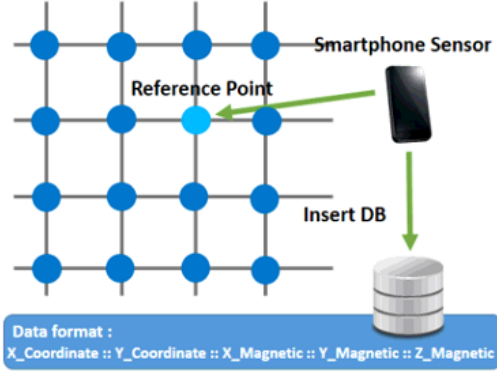 Smartphone Sensor
Reference Point
Insert DB
Data format :
X_Coordinate :: Y_Coordinate :: X_Magnetic :: Y_Magnetic :: Z_Magnetic